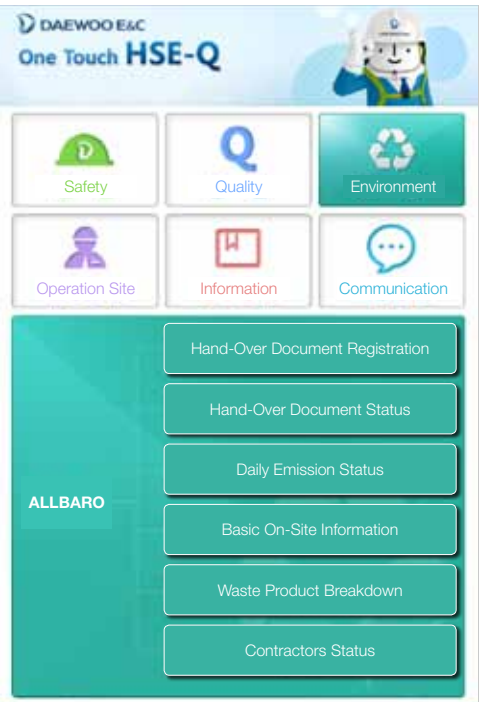 DAEWOO E&C
One Touch HSE-Q
Safety
Quality
Environment
Operation Site
Information
Communication
ALLBARO
Hand-Over Document Registration
Hand-Over Document Status
Daily Emission Status
Basic On-Site Information
Waste Product Breakdown
Contractors Status